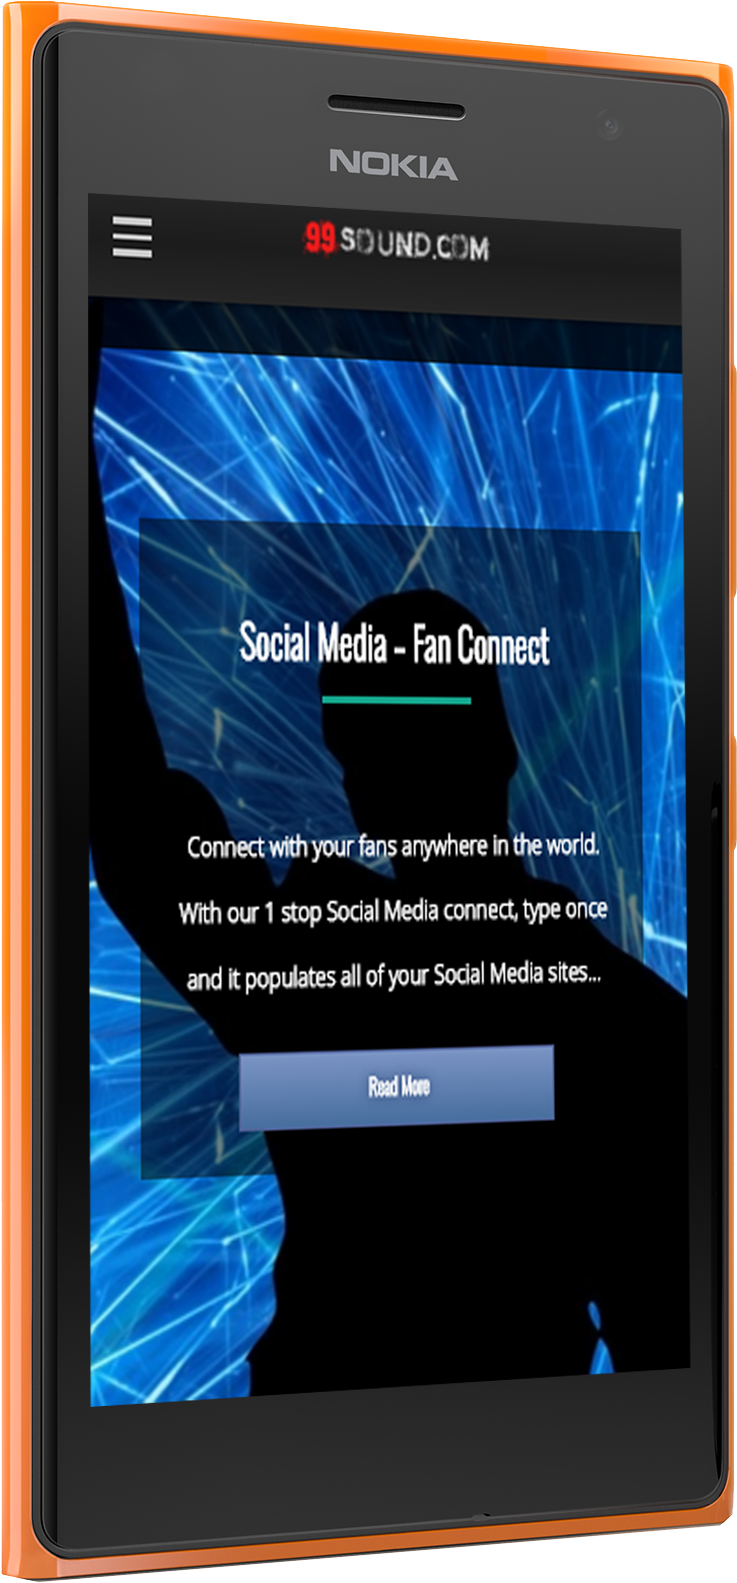 NOKIA
99SOUND.COM
Social Media - Fan Connect
Connect with your fans anywhere in the world.
With our 1 stop Social Media connect, type once
and it populates all of your Social Media sites...
Read More